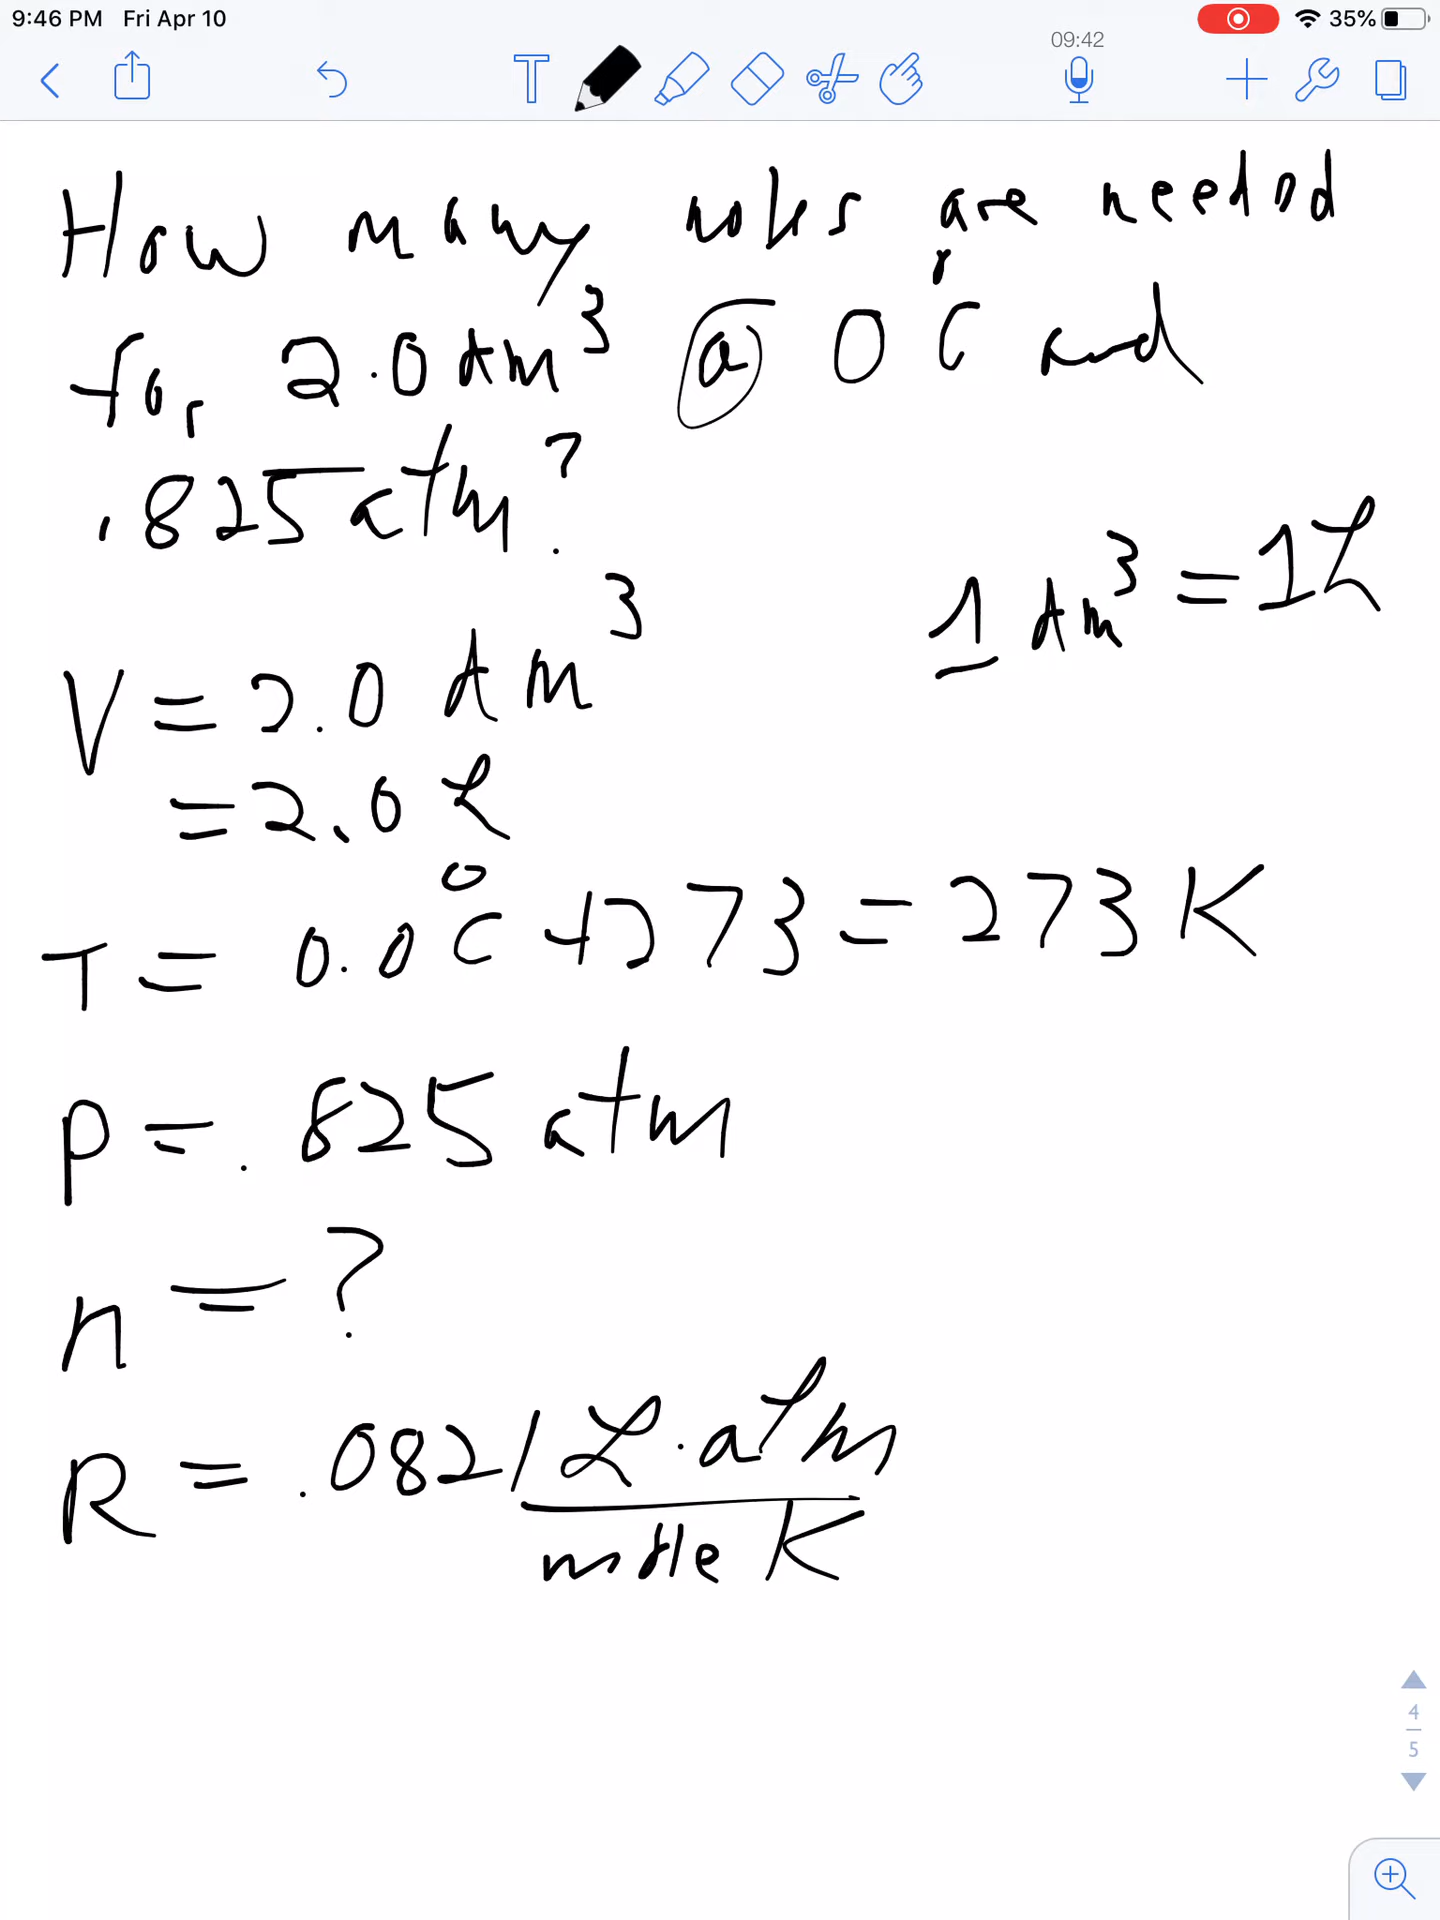 9:46 PM Fri Apr 10
35%
09:42
How many moles are needed
for 2.0 dm³ @ 0°C and
.825 atm?
1 dm³ = 1L
V = 2.0 dm³
= 2.0 L
T = 0.0°C + 273 = 273 K
P = .825 atm
n = ?
R = .0821 L·atm
mole K
4
5